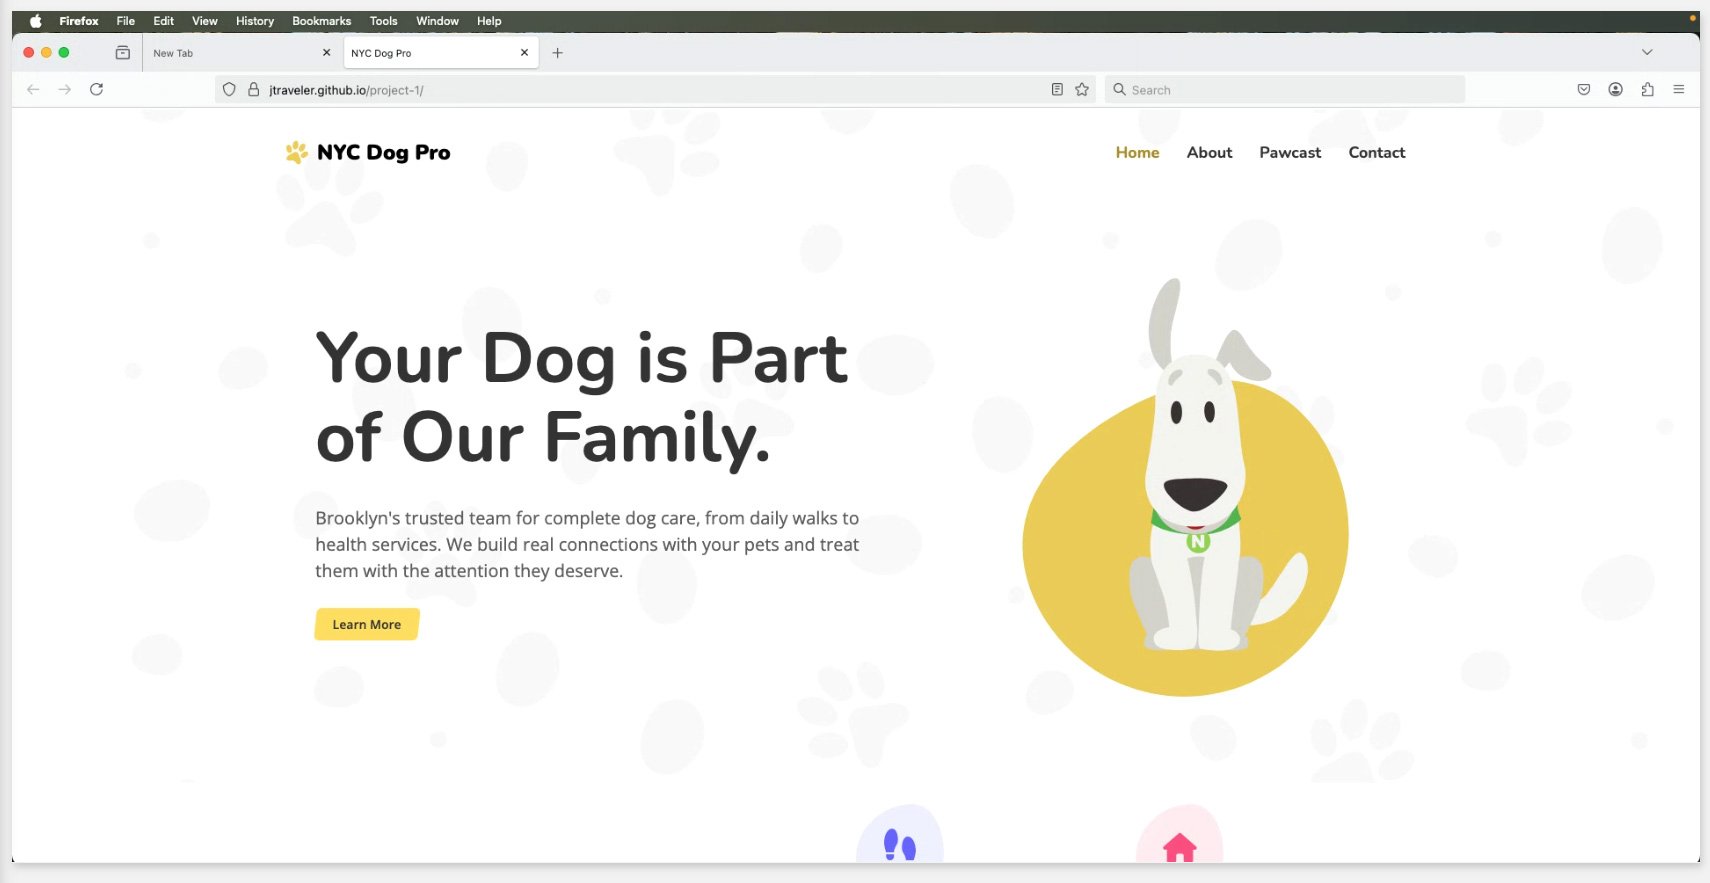 Firefox File Edit View History Bookmarks Tools Window Help
New Tab
NYC Dog Pro
jtraveler.github.io/project-1/
Search
NYC Dog Pro
Home About Pawcast Contact
Your Dog is Part
of Our Family.
Brooklyn's trusted team for complete dog care, from daily walks to
health services. We build real connections with your pets and treat
them with the attention they deserve.
Learn More
N